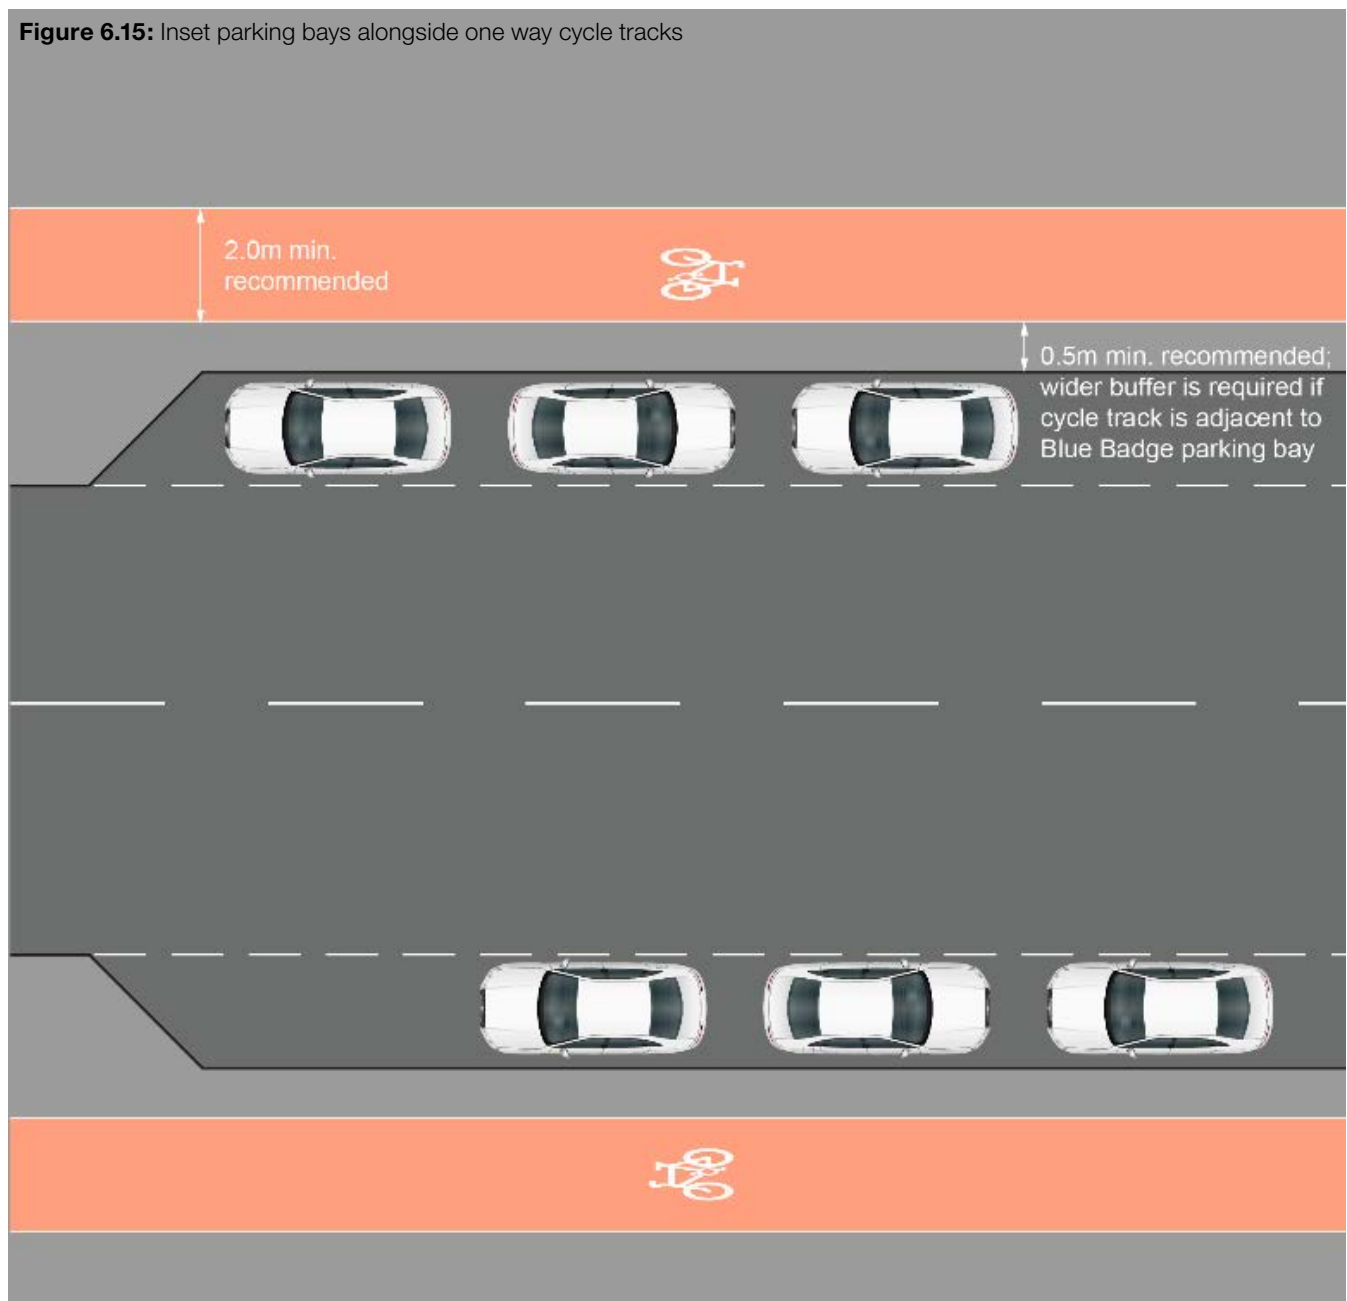 Figure 6.15: Inset parking bays alongside one way cycle tracks
2.0m min.
recommended
0.5m min. recommended;
wider buffer is required if
cycle track is adjacent to
Blue Badge parking bay